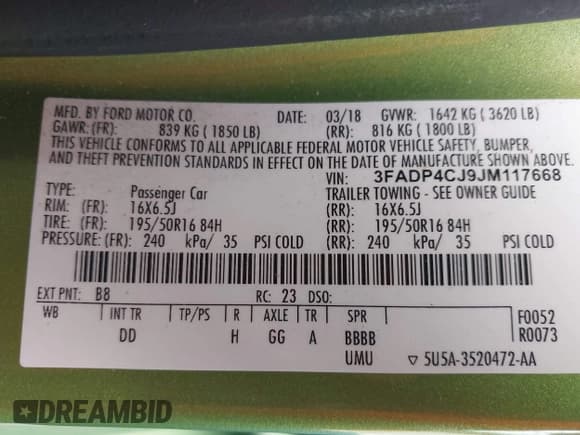 MFD. BY FORD MOTOR CO. DATE: 03/18 GVWR: 1642 KG ( 3620 LB)
GAWR: (FR): 839 KG ( 1850 LB) (RR): 816 KG ( 1800 LB)
THIS VEHICLE CONFORMS TO ALL APPLICABLE FEDERAL MOTOR VEHICLE SAFETY, BUMPER,
AND THEFT PREVENTION STANDARDS IN EFFECT ON THE DATE OF MANUFACTURE SHOWN ABOVE.
VIN: 3FADP4CJ9JM117668
TYPE: Passenger Car TRAILER TOWING - SEE OWNER GUIDE
RIM: (FR): 16X6.5J (RR): 16X6.5J
TIRE: (FR): 195/50R16 84H (RR): 195/50R16 84H
PRESSURE: (FR): 240 kPa/ 35 PSI COLD (RR): 240 kPa/ 35 PSI COLD
EXT PNT: B8 RC: 23 DSO:
WB INT TR TP/PS R AXLE TR SPR F0052
DD H GG A BBBB R0073
UMU ▽ 5U5A-3520472-AA
DREAMBID